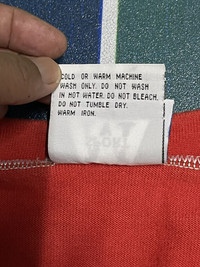 COLD OR WARM MACHINE
WASH ONLY. DO NOT WASH
IN HOT WATER. DO NOT BLEACH.
DO NOT TUMBLE DRY.
WARM IRON.